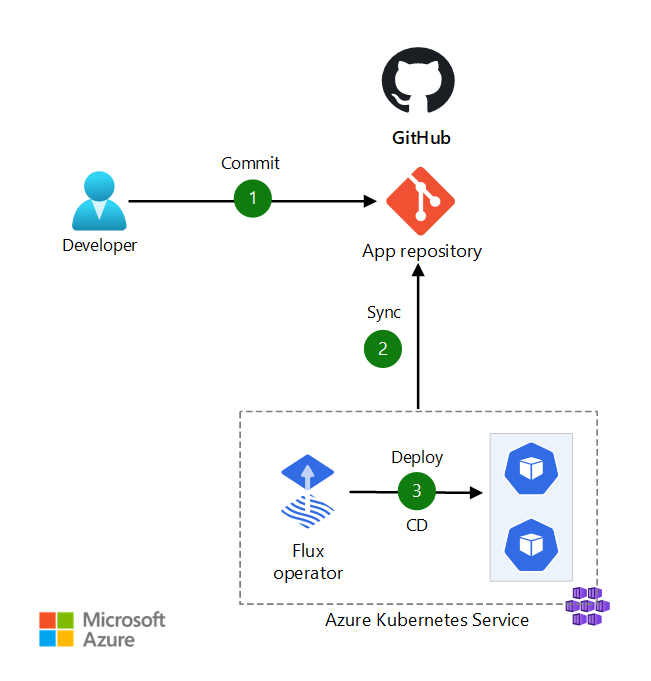 GitHub
Commit
1
Developer
App repository
Sync
2
Deploy
3
CD
Flux
operator
Azure Kubernetes Service
Microsoft
Azure